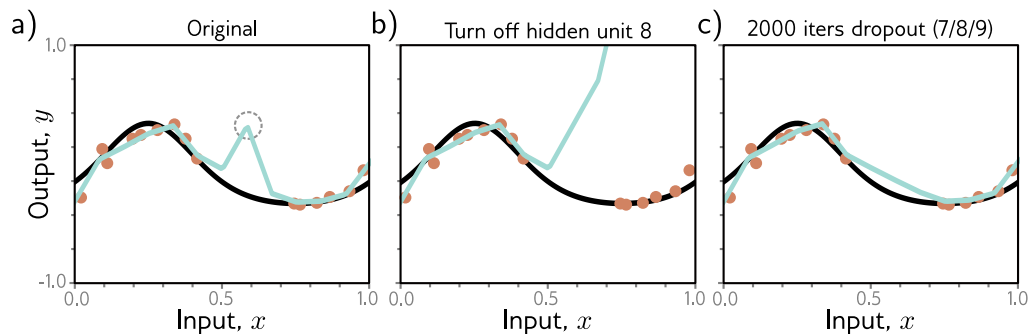 a) Original
b) Turn off hidden unit 8
c) 2000 iters dropout (7/8/9)
1.0
Output, y
-1.0
0.0 0.5 1.0
0.0 0.5 1.0
0.0 0.5 1.0
Input, x
Input, x
Input, x